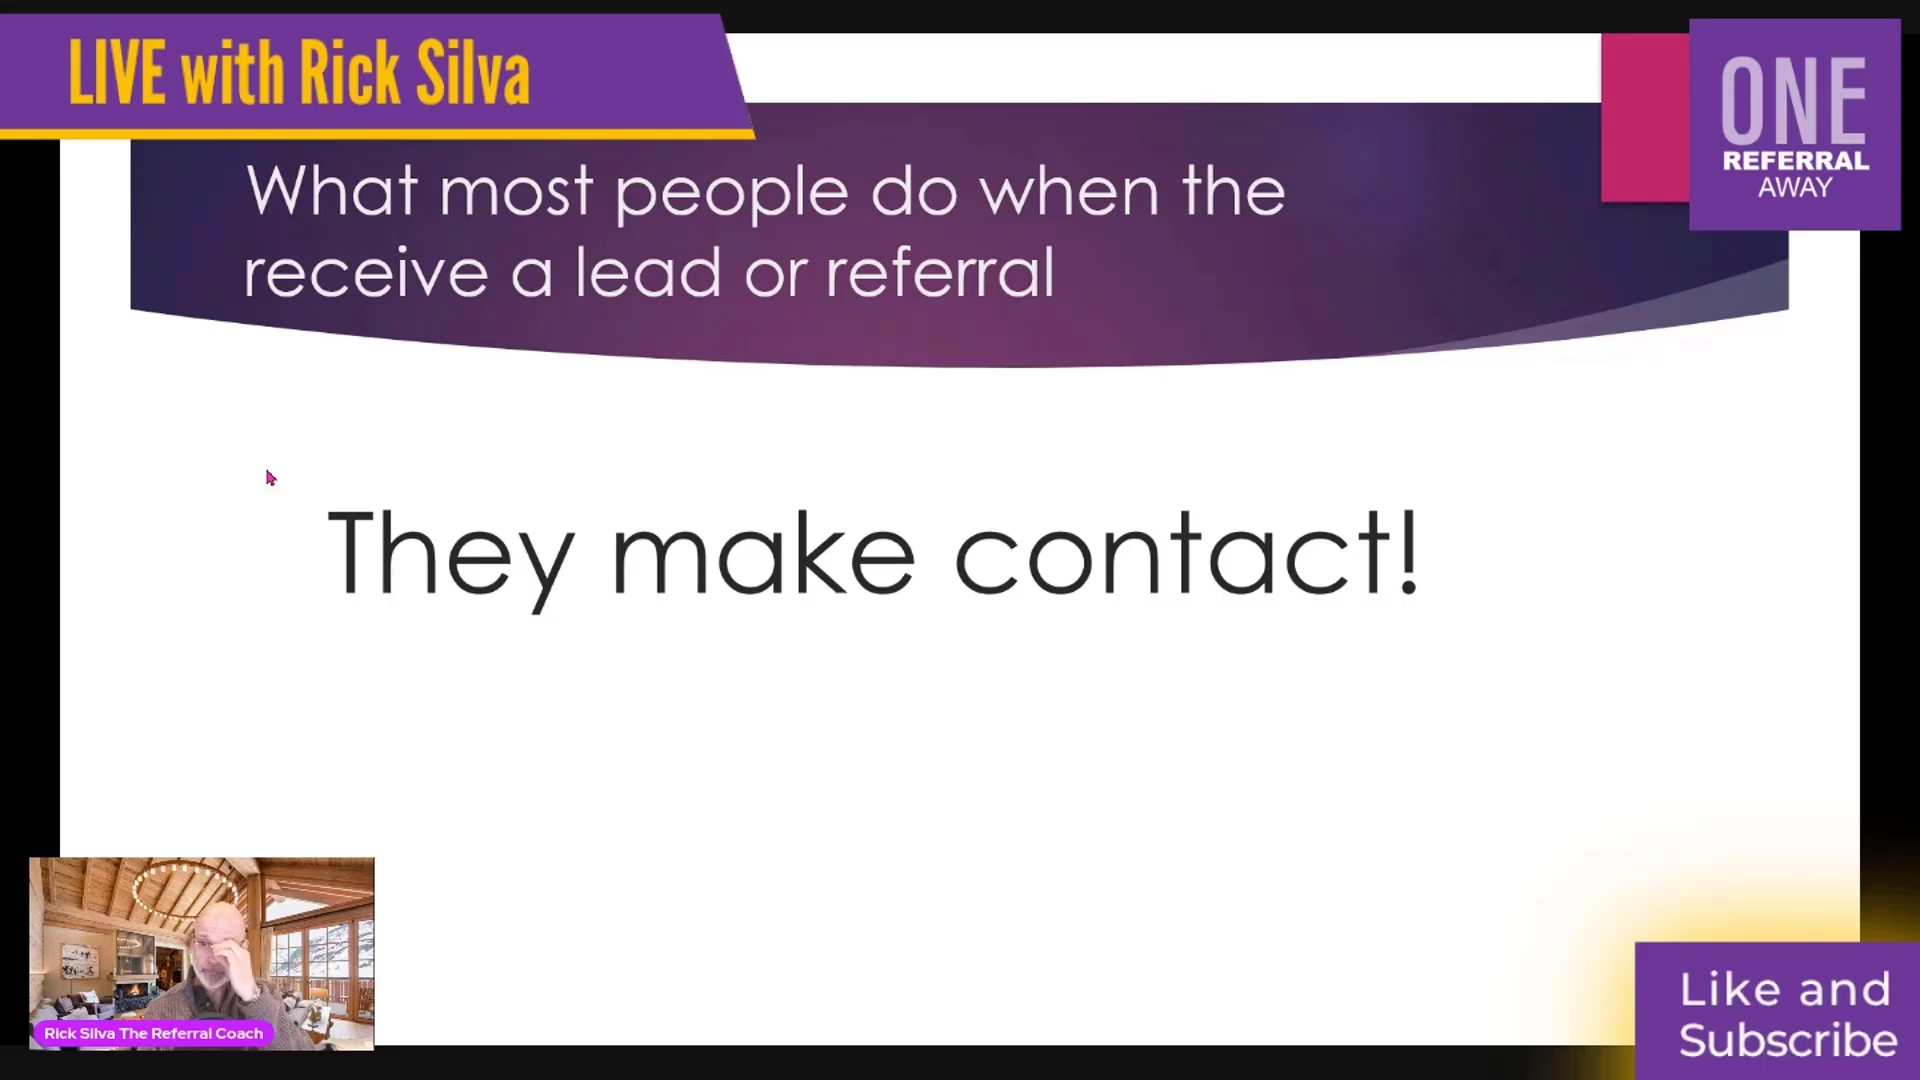 LIVE with Rick Silva
ONE
REFERRAL
AWAY
What most people do when the
receive a lead or referral
They make contact!
Rick Silva The Referral Coach
Like and
Subscribe